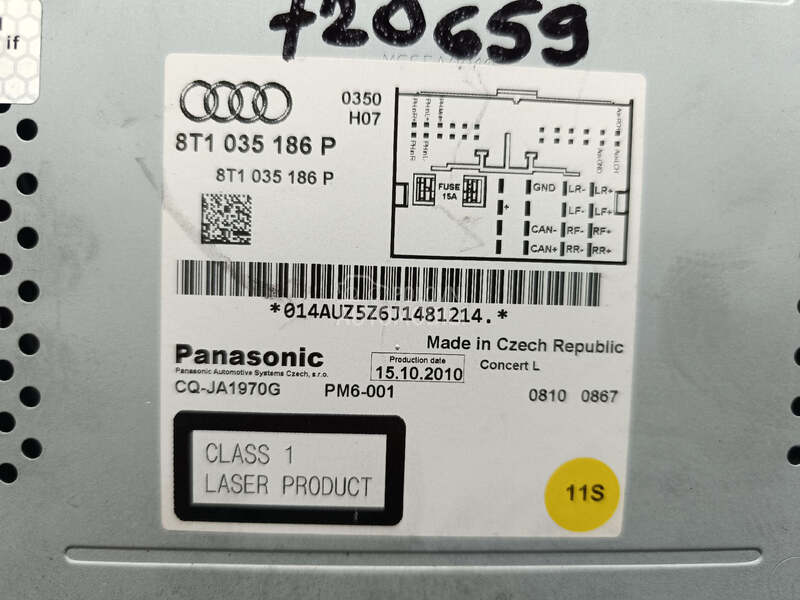 if
720659
8T1 035 186 P
0350
H07
8T1 035 186 P
FUSE
15A
+
GND
LR-
LR+
LF-
LF+
CAN-
RF-
RF+
CAN+
RR-
RR+
*014AUZ5Z6J1481214.*
Made in Czech Republic
Panasonic
Panasonic Automotive Systems Czech, s.r.o.
Production date
15.10.2010
Concert L
CQ-JA1970G
PM6-001
0810 0867
CLASS 1
LASER PRODUCT
11S